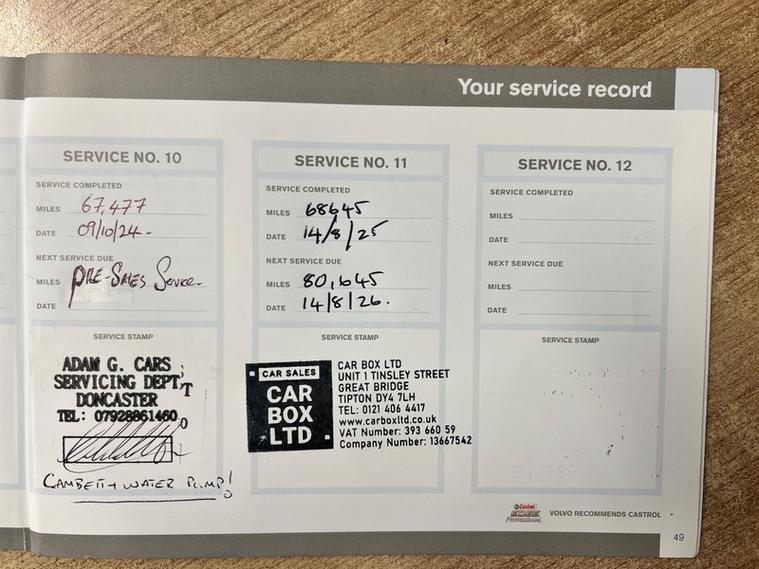 Your service record
SERVICE NO. 10
SERVICE COMPLETED
MILES 67,477
DATE 09/10/24-
NEXT SERVICE DUE
MILES PRE-SALES Service.
DATE
SERVICE STAMP
ADAM G. CARS
SERVICING DEPT,
DONCASTER
TEL: 07928861460
CAMBELT + WATER PUMP!
SERVICE NO. 11
SERVICE COMPLETED
MILES 68645
DATE 14/8/25
NEXT SERVICE DUE
MILES 80,645
DATE 14/8/26.
SERVICE STAMP
CAR SALES
CAR
BOX
LTD
CAR BOX LTD
UNIT 1 TINSLEY STREET
GREAT BRIDGE
TIPTON DY4 7LH
TEL: 0121 406 4417
www.carboxltd.co.uk
VAT Number: 393 660 59
Company Number: 13667542
SERVICE NO. 12
SERVICE COMPLETED
MILES
DATE
NEXT SERVICE DUE
MILES
DATE
SERVICE STAMP
Castrol
EDGE
Professional
VOLVO RECOMMENDS CASTROL
49